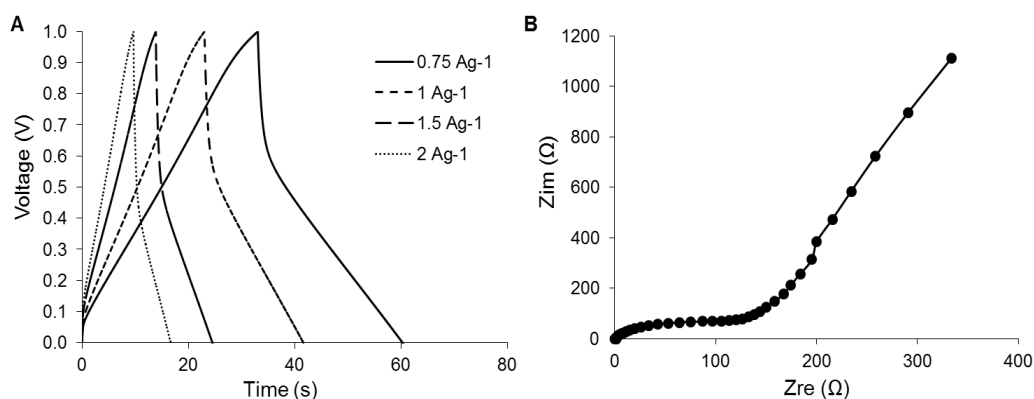 A
Voltage (V)
1.0
0.9
0.8
0.7
0.6
0.5
0.4
0.3
0.2
0.1
0.0
0 20 40 60 80
Time (s)
0.75 Ag-1
1 Ag-1
1.5 Ag-1
2 Ag-1
B
Zim (Ω)
1200
1000
800
600
400
200
0
0 100 200 300 400
Zre (Ω)